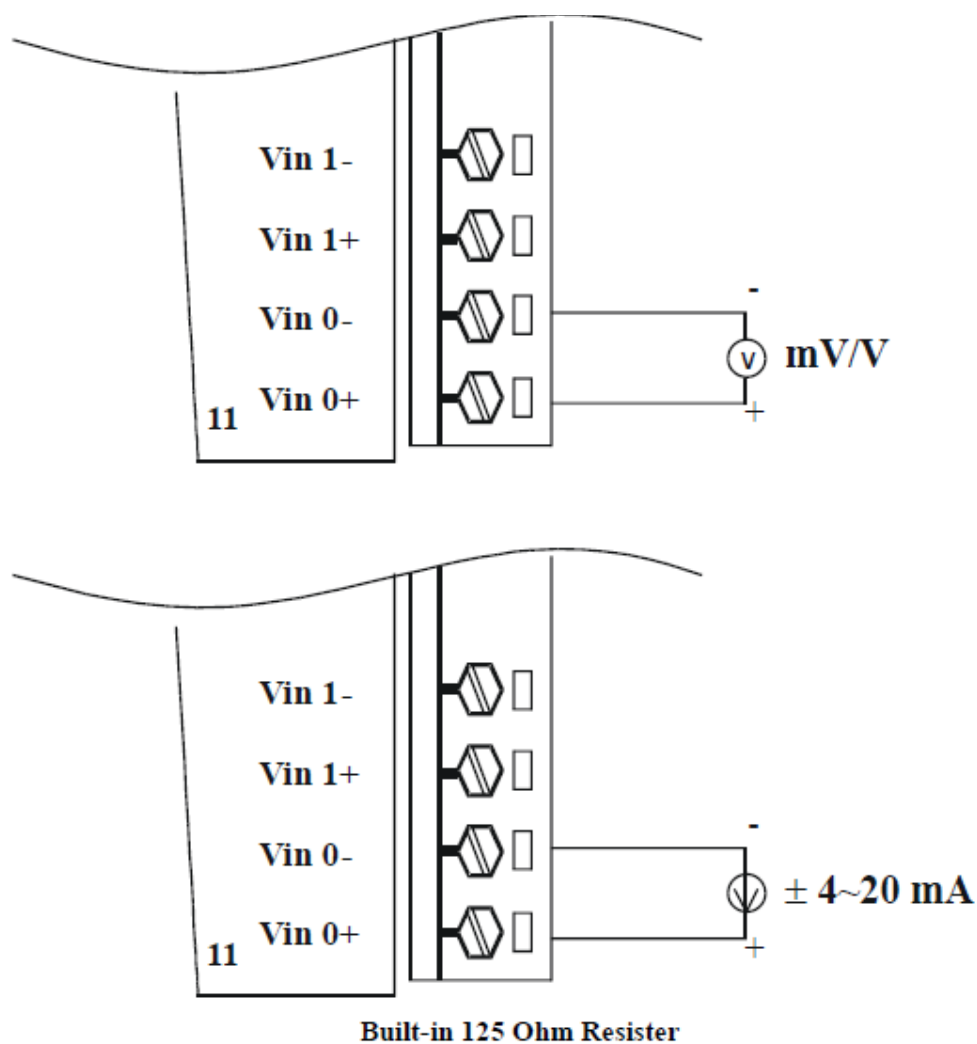 Vin 1-
Vin 1+
Vin 0-
Vin 0+
11
-
V mV/V
+
Vin 1-
Vin 1+
Vin 0-
Vin 0+
11
-
± 4~20 mA
+
Built-in 125 Ohm Resister